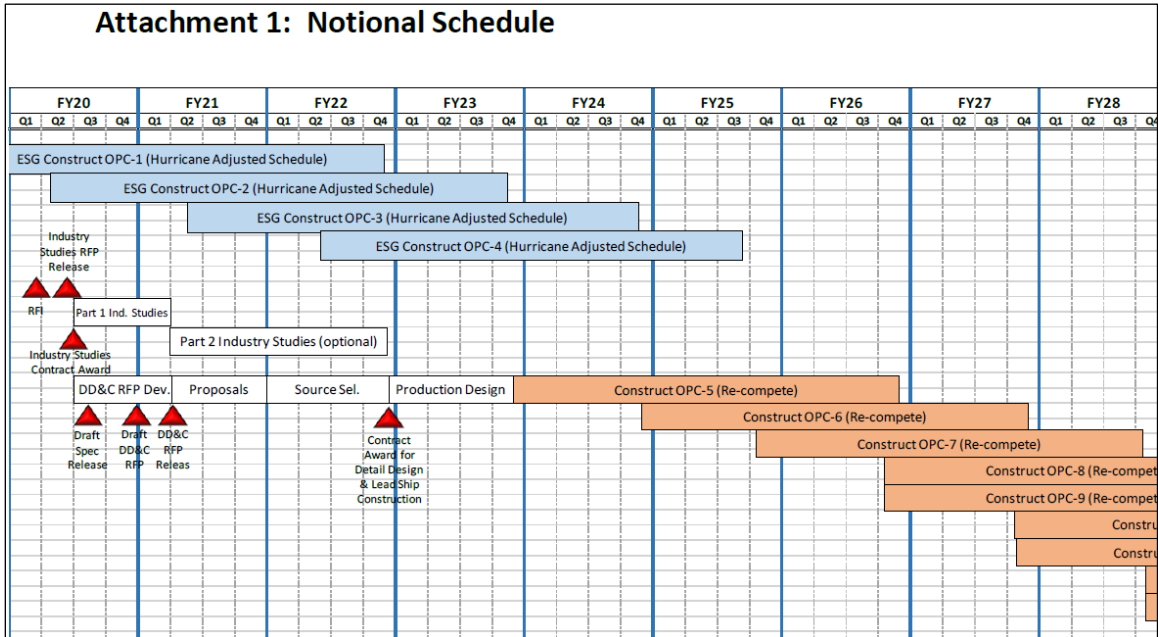 Attachment 1: Notional Schedule
FY20 FY21 FY22 FY23 FY24 FY25 FY26 FY27 FY28
Q1 Q2 Q3 Q4 Q1 Q2 Q3 Q4 Q1 Q2 Q3 Q4 Q1 Q2 Q3 Q4 Q1 Q2 Q3 Q4 Q1 Q2 Q3 Q4 Q1 Q2 Q3 Q4 Q1 Q2 Q3 Q4 Q1 Q2 Q3 Q4
ESG Construct OPC-1 (Hurricane Adjusted Schedule)
ESG Construct OPC-2 (Hurricane Adjusted Schedule)
ESG Construct OPC-3 (Hurricane Adjusted Schedule)
ESG Construct OPC-4 (Hurricane Adjusted Schedule)
Industry
Studies RFP
Release
RFI
Part 1 Ind. Studies
Part 2 Industry Studies (optional)
Industry Studies
Contract Award
DD&C RFP Dev. Proposals Source Sel. Production Design Construct OPC-5 (Re-compete)
Construct OPC-6 (Re-compete)
Draft
Spec
Release
Draft
DD&C
RFP
DD&C
RFP
Releas
Contract
Award for
Detail Design
& Lead Ship
Construction
Construct OPC-7 (Re-compete)
Construct OPC-8 (Re-compet
Construct OPC-9 (Re-compet
Constru
Constru